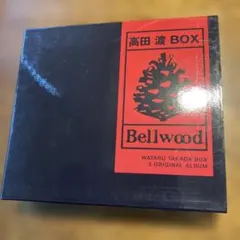 高田 渡 BOX
Bellwood
WATARU TAKADA BOX
5 ORIGINAL ALBUM